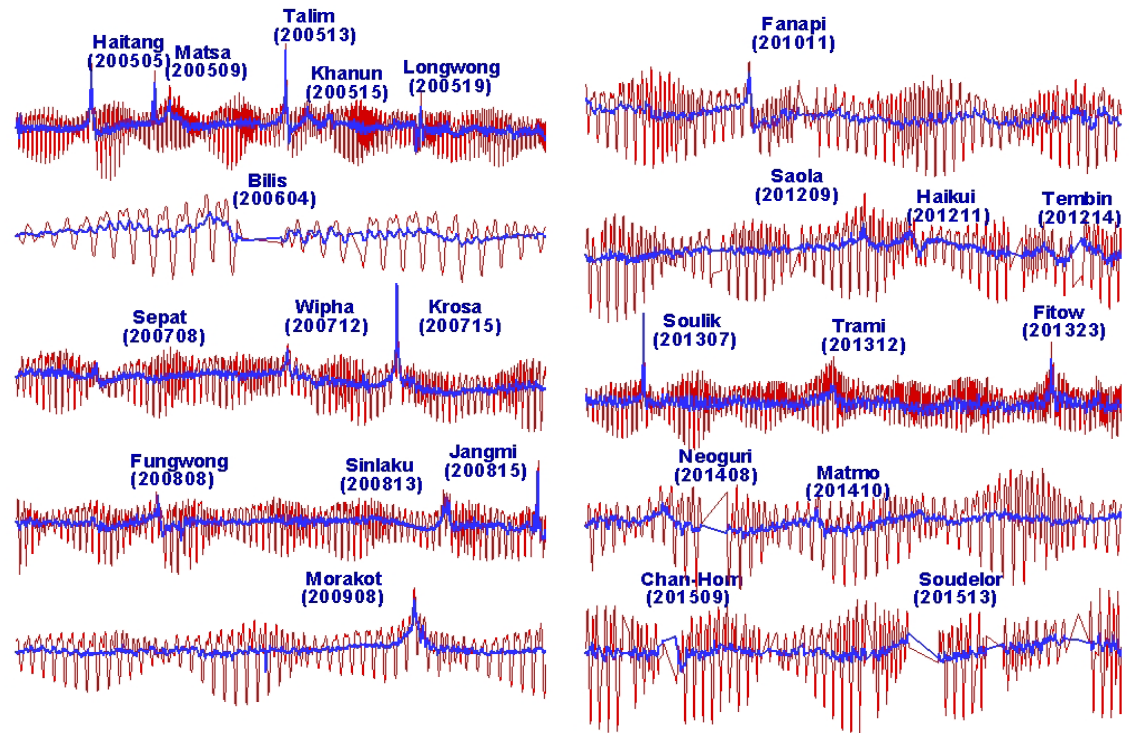 Haitang
(200505)
Matsa
(200509)
Talim
(200513)
Khanun
(200515)
Longwong
(200519)
Bilis
(200604)
Sepat
(200708)
Wipha
(200712)
Krosa
(200715)
Fungwong
(200808)
Sinlaku
(200813)
Jangmi
(200815)
Morakot
(200908)
Fanapi
(201011)
Saola
(201209)
Haikui
(201211)
Tembin
(201214)
Soulik
(201307)
Trami
(201312)
Fitow
(201323)
Neoguri
(201408)
Matmo
(201410)
Chan-Hom
(201509)
Soudelor
(201513)